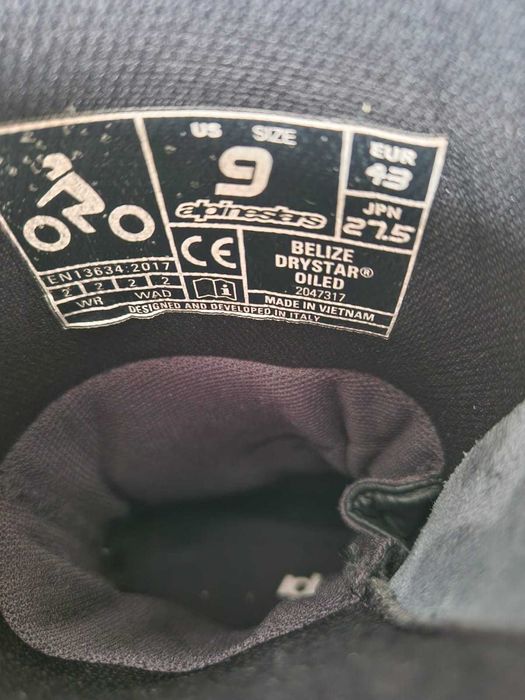 US SIZE
9
alpinestars
EUR
43
JPN
27.5
EN13634:2017
2 2 2 2
WR WAD
CE
i
BELIZE
DRYSTAR®
OILED
2047317
MADE IN VIETNAM
DESIGNED AND DEVELOPED IN ITALY